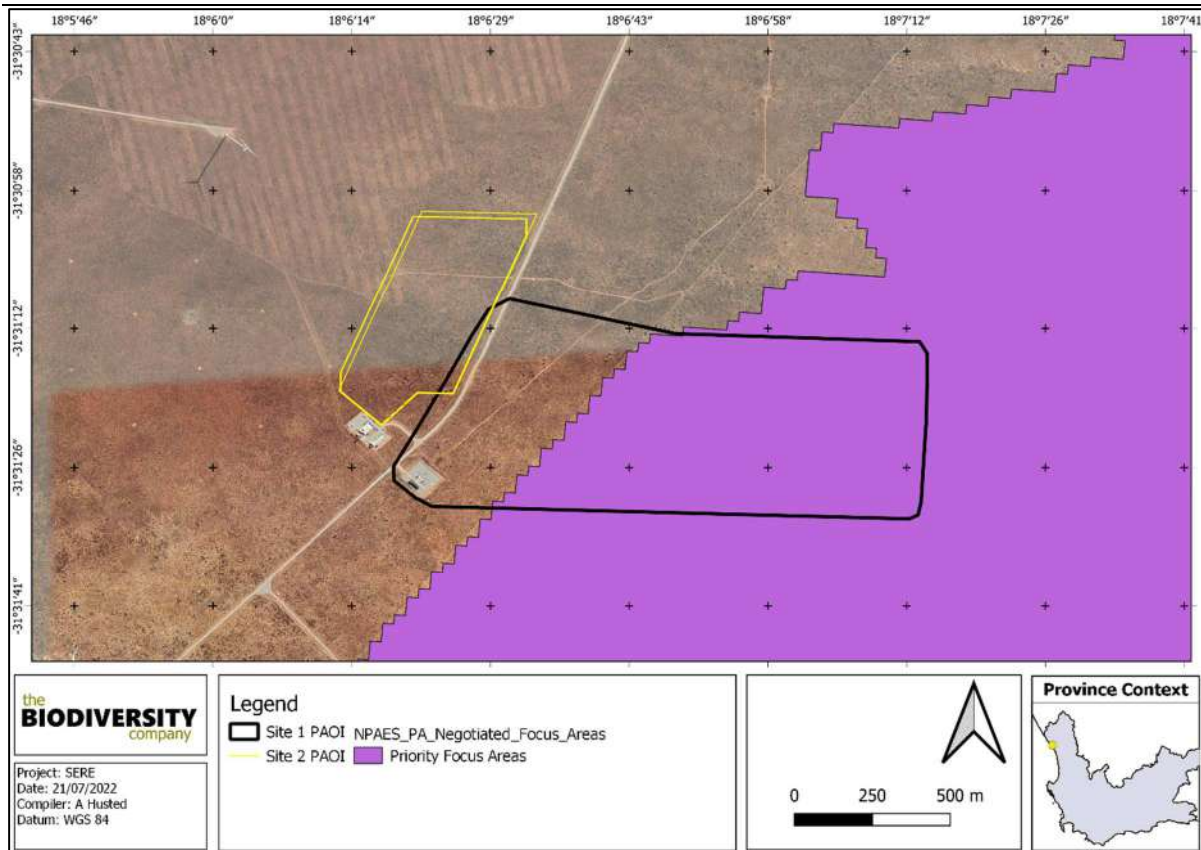 18°5'46" 18°6'0" 18°6'14" 18°6'29" 18°6'43" 18°6'58" 18°7'12" 18°7'26" 18°7'41"
-31°30'43"
-31°30'58"
-31°31'12"
-31°31'26"
-31°31'41"
the
BIODIVERSITY
company
Project: SERE
Date: 21/07/2022
Compiler: A Husted
Datum: WGS 84
Legend
Site 1 PAOI NPAES_PA_Negotiated_Focus_Areas
Site 2 PAOI Priority Focus Areas
0 250 500 m
Province Context